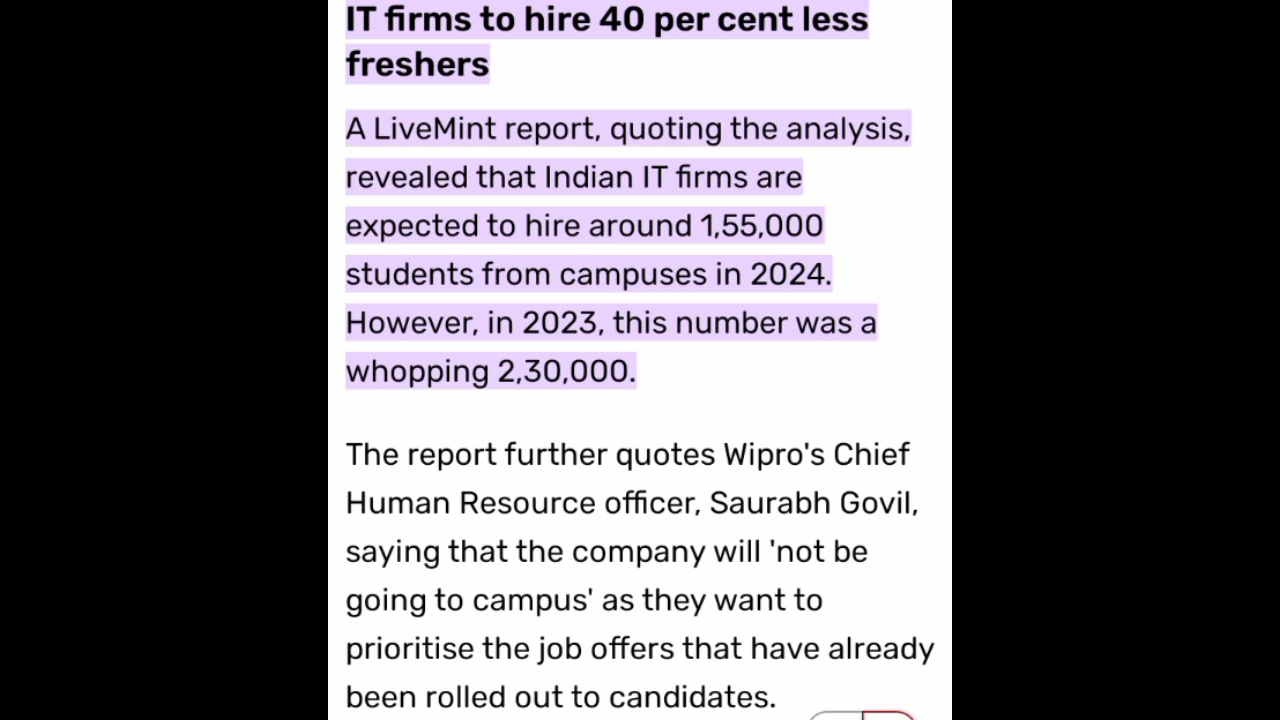 IT firms to hire 40 per cent less
freshers
A LiveMint report, quoting the analysis,
revealed that Indian IT firms are
expected to hire around 1,55,000
students from campuses in 2024.
However, in 2023, this number was a
whopping 2,30,000.
The report further quotes Wipro's Chief
Human Resource officer, Saurabh Govil,
saying that the company will 'not be
going to campus' as they want to
prioritise the job offers that have already
been rolled out to candidates.